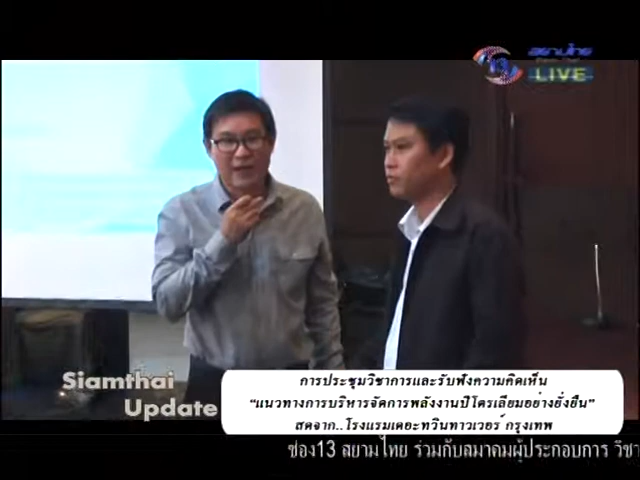 สยามไทย
LIVE
Siamthai
Update
การประชุมวิชาการและรับฟังความคิดเห็น
“แนวทางการบริหารจัดการพลังงานปิโตรเลียมอย่างยั่งยืน”
สดจาก..โรงแรมเดอะทวินทาวเวอร์ กรุงเทพ
ช่อง13 สยามไทย ร่วมกับสมาคมผู้ประกอบการ วิชา